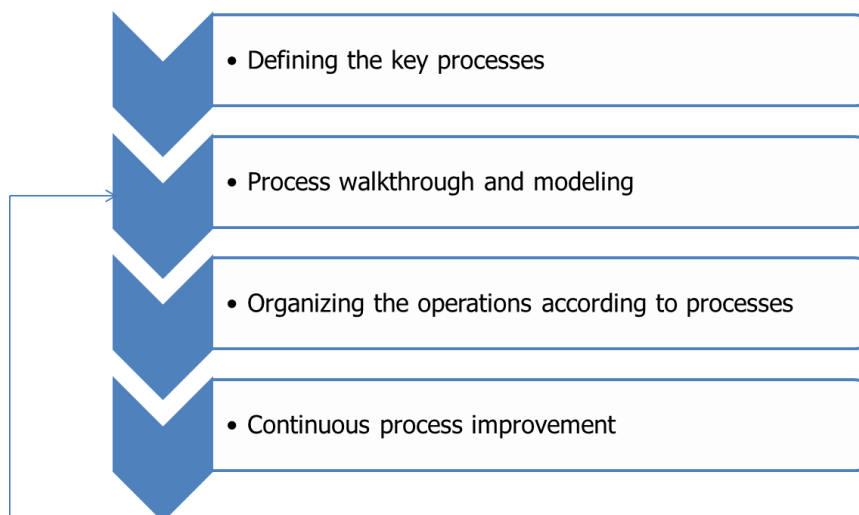 • Defining the key processes
• Process walkthrough and modeling
• Organizing the operations according to processes
• Continuous process improvement